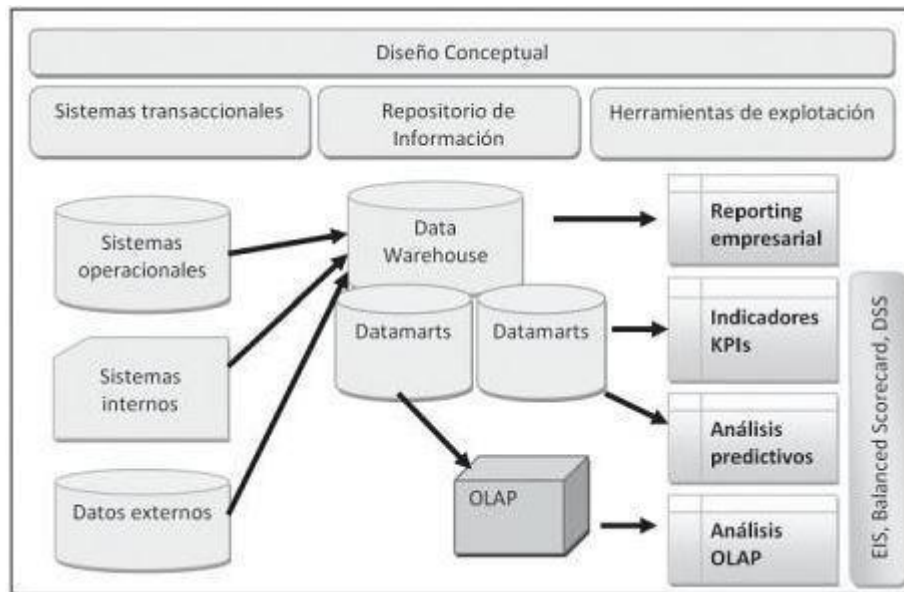 Diseño Conceptual
Sistemas transaccionales
Repositorio de
Información
Herramientas de explotación
Sistemas
operacionales
Data
Warehouse
Reporting
empresarial
Datamarts
Datamarts
Indicadores
KPIs
Sistemas
internos
Análisis
predictivos
Datos externos
OLAP
Análisis
OLAP
EIS, Balanced Scorecard, DSS